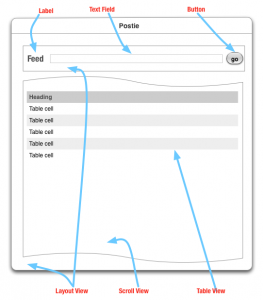 Label Text Field Button
Postie
Feed go
Heading
Table cell
Table cell
Table cell
Table cell
Table cell
Layout View Scroll View Table View